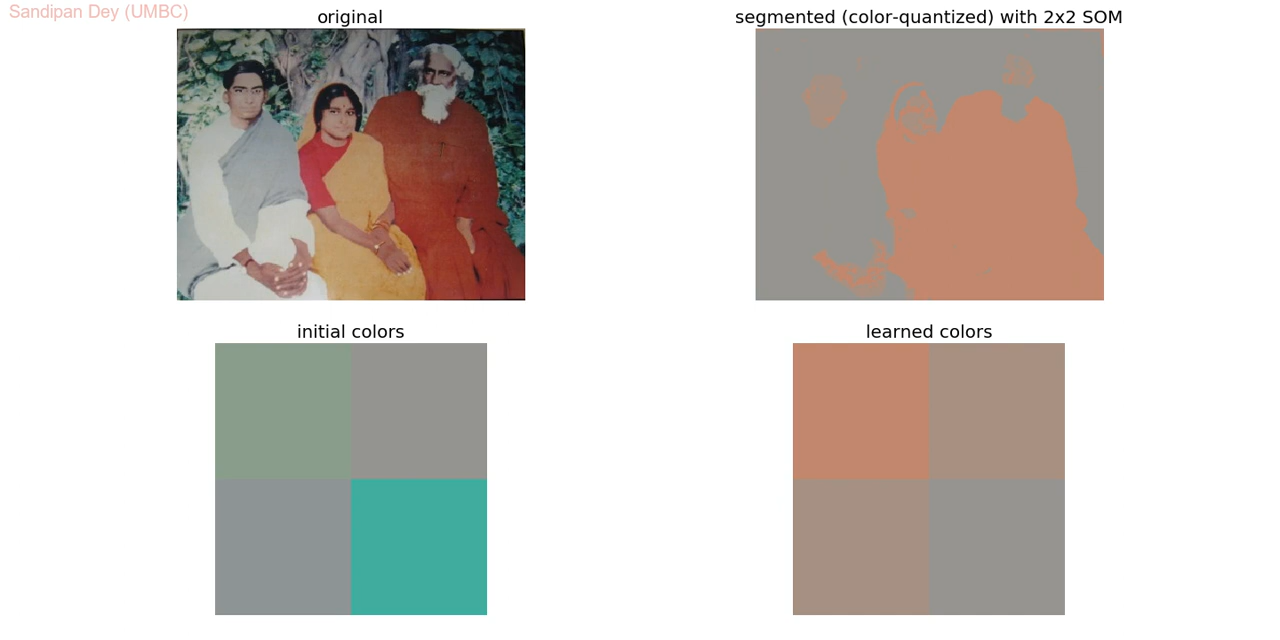 Sandipan Dey (UMBC)
original
segmented (color-quantized) with 2x2 SOM
initial colors
learned colors